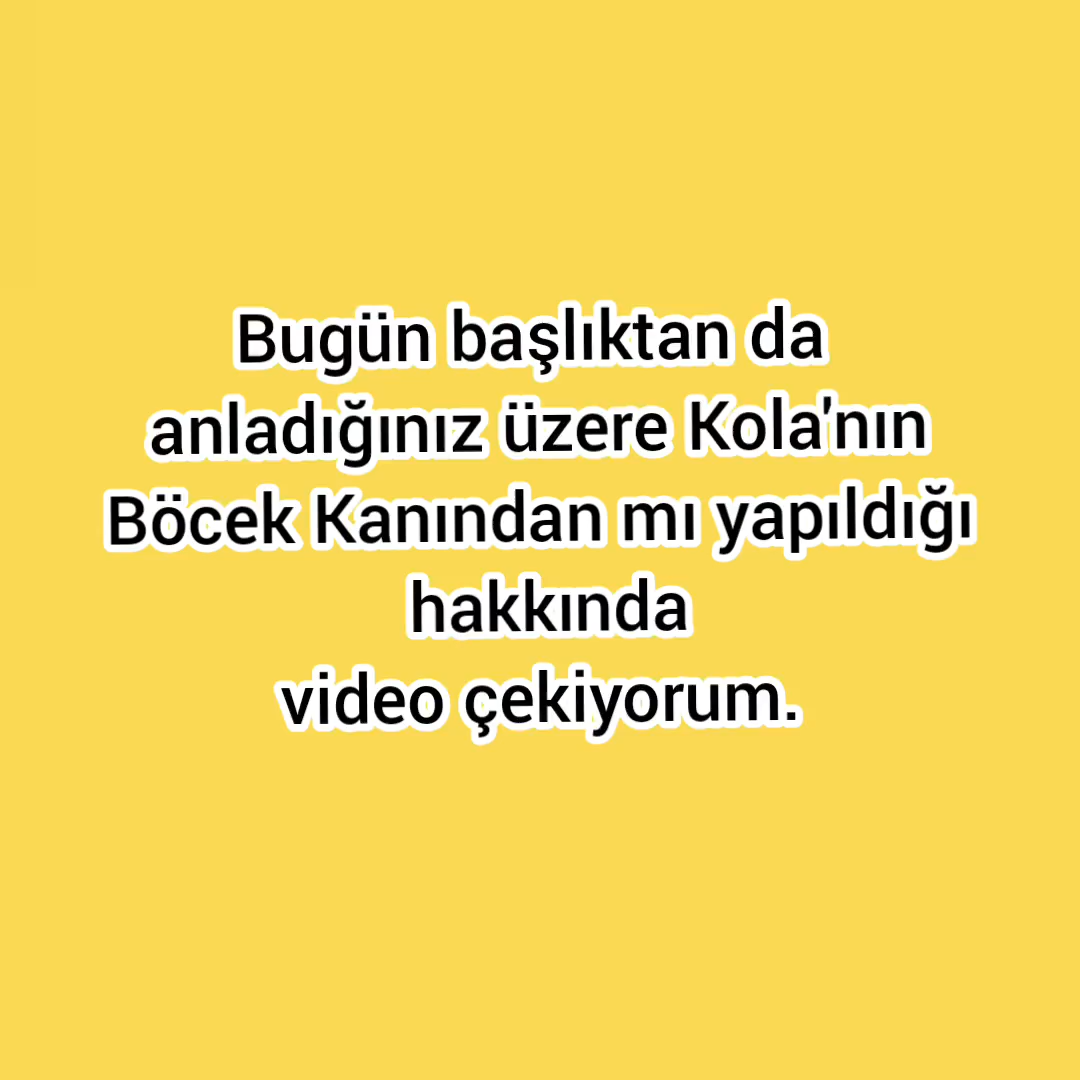 Bugün başlıktan da
anladığınız üzere Kola'nın
Böcek Kanından mı yapıldığı
hakkında
video çekiyorum.